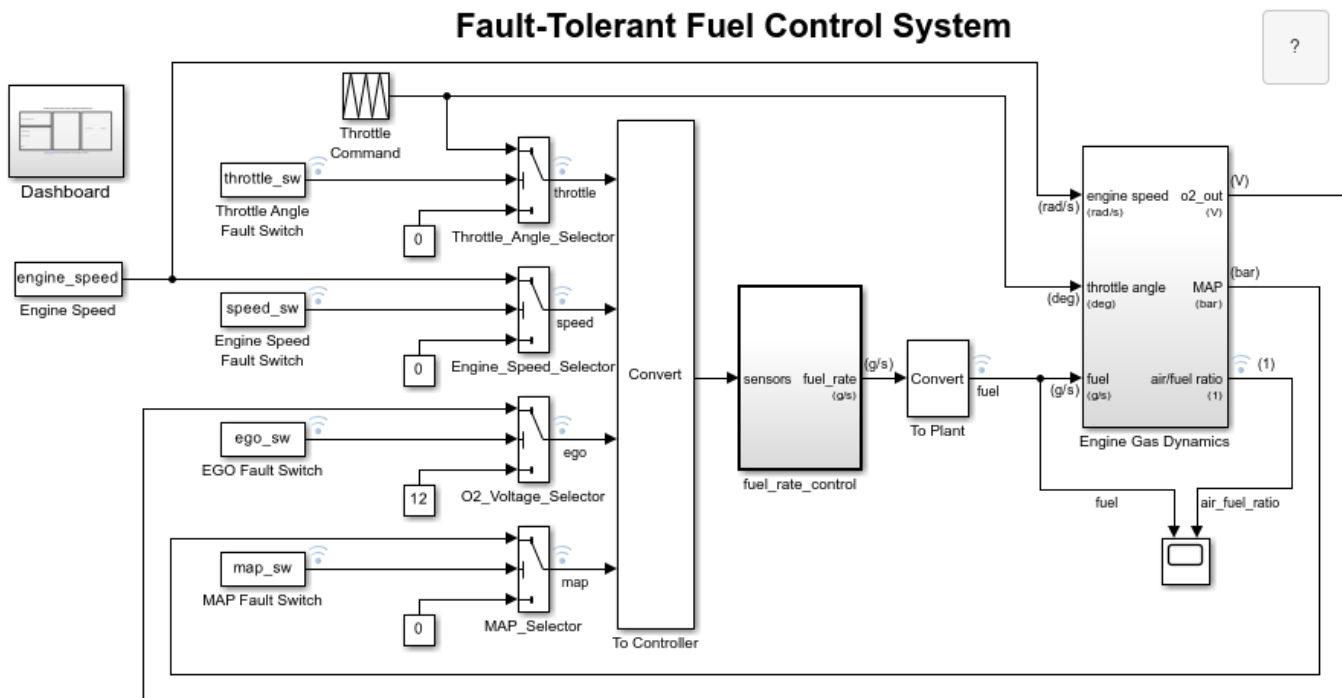 Fault-Tolerant Fuel Control System
?
Dashboard
Throttle
Command
throttle_sw
Throttle Angle
Fault Switch
0
throttle
Throttle_Angle_Selector
engine_speed
Engine Speed
speed_sw
Engine Speed
Fault Switch
0
speed
Engine_Speed_Selector
ego_sw
EGO Fault Switch
12
ego
O2_Voltage_Selector
map_sw
MAP Fault Switch
0
map
MAP_Selector
Convert
To Controller
sensors
fuel_rate
(g/s)
fuel_rate_control
(g/s)
Convert
To Plant
fuel
(rad/s)
engine speed
(rad/s)
o2_out
(V)
(V)
(deg)
throttle angle
(deg)
MAP
(bar)
(bar)
(g/s)
fuel
(g/s)
air/fuel ratio
(1)
(1)
Engine Gas Dynamics
fuel
air_fuel_ratio